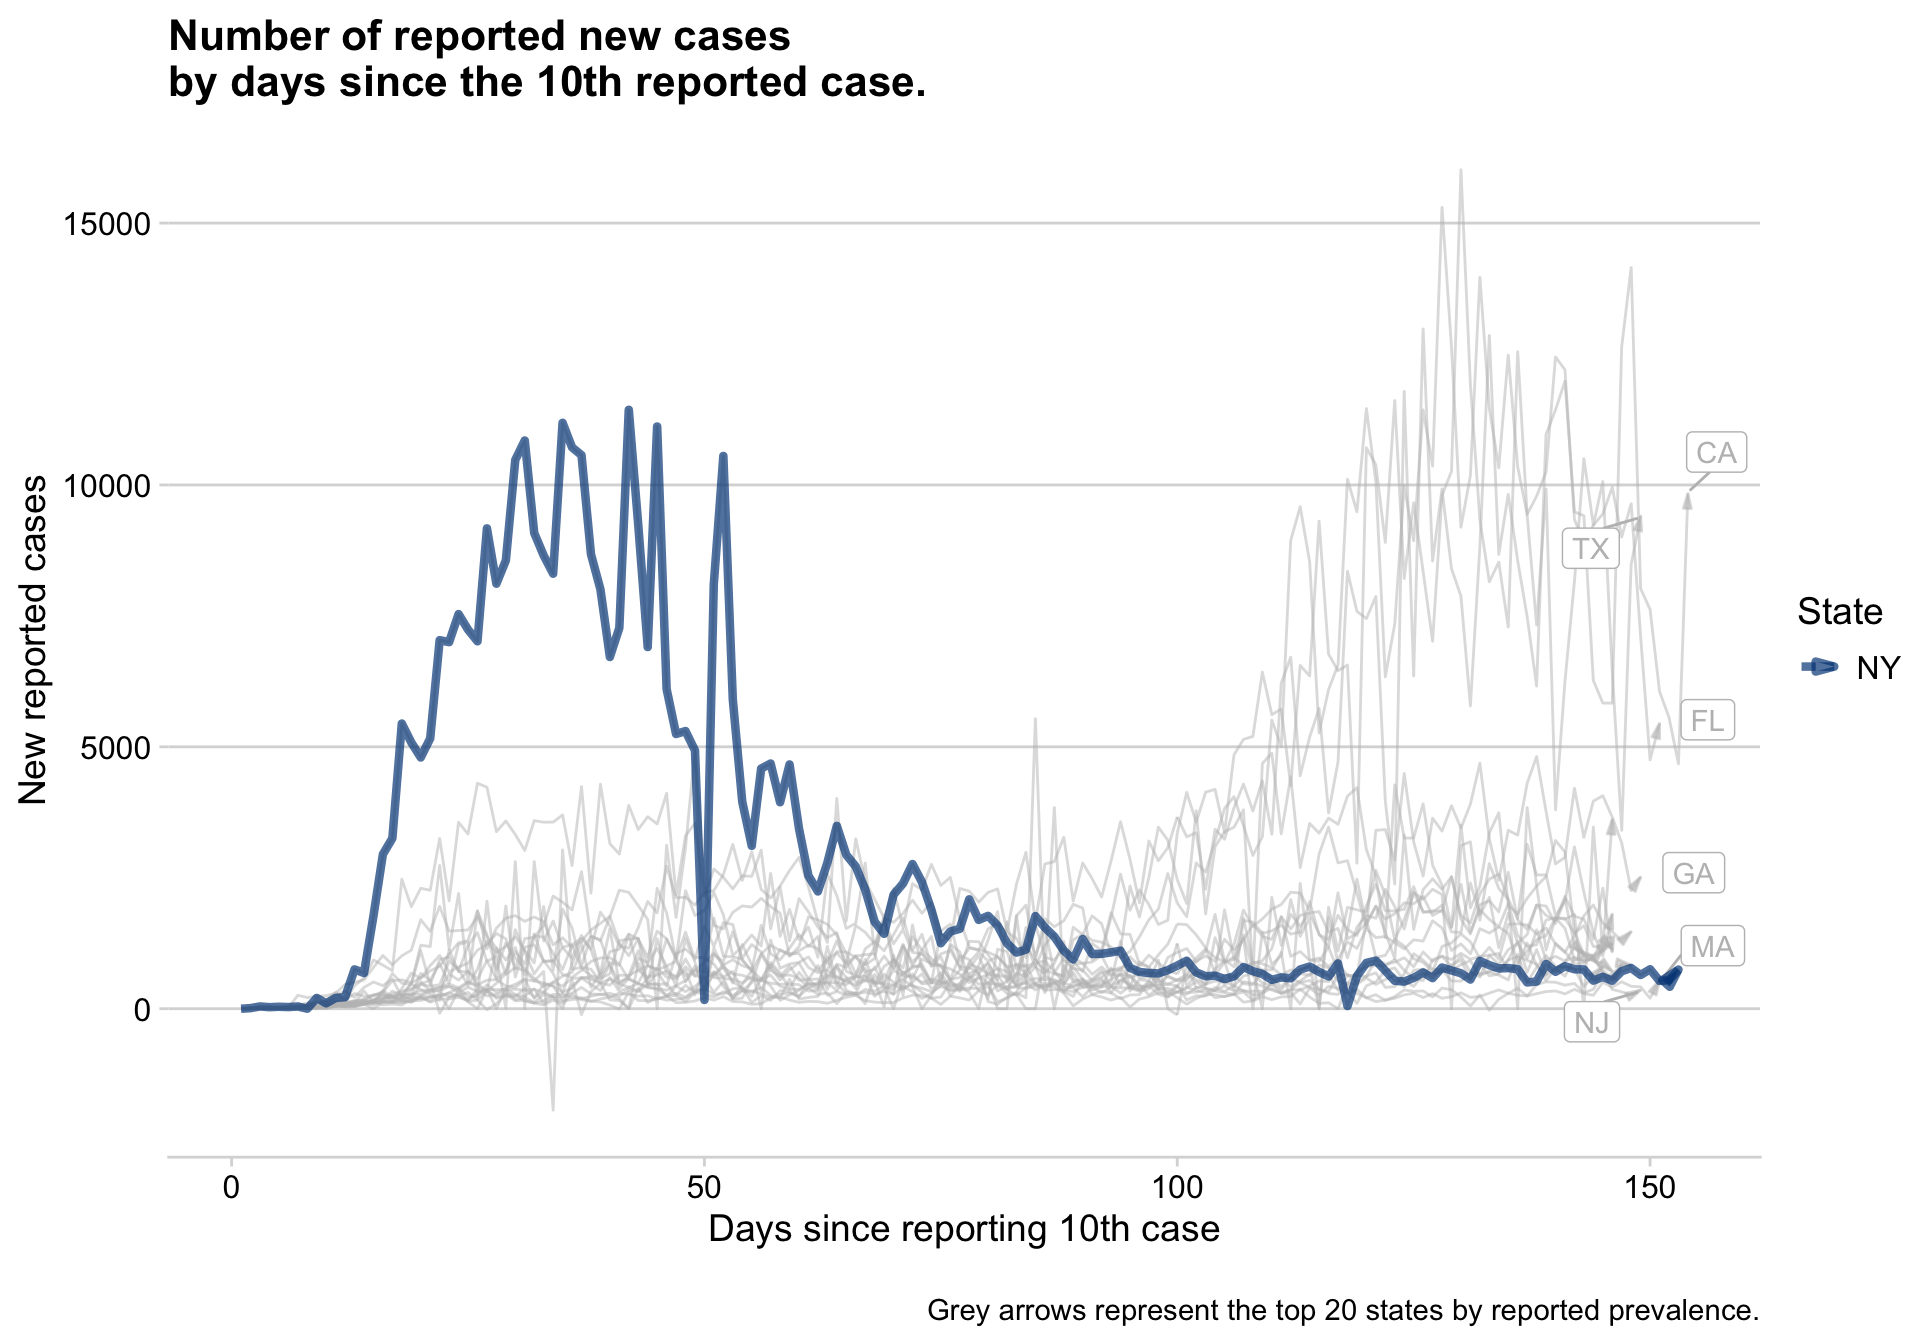 Number of reported new cases
by days since the 10th reported case.
New reported cases
15000
10000
5000
0
CA
TX
FL
GA
MA
NJ
State
NY
0
50
100
150
Days since reporting 10th case
Grey arrows represent the top 20 states by reported prevalence.